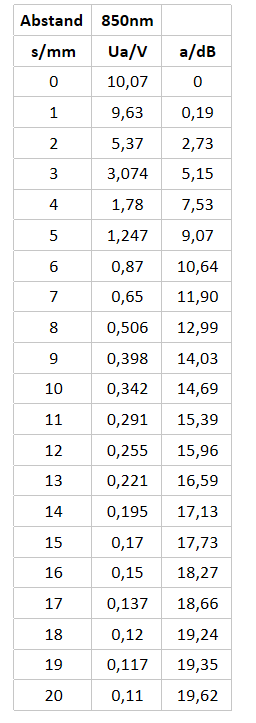 Abstand 850nm
s/mm Ua/V a/dB
0 10,07 0
1 9,63 0,19
2 5,37 2,73
3 3,074 5,15
4 1,78 7,53
5 1,247 9,07
6 0,87 10,64
7 0,65 11,90
8 0,506 12,99
9 0,398 14,03
10 0,342 14,69
11 0,291 15,39
12 0,255 15,96
13 0,221 16,59
14 0,195 17,13
15 0,17 17,73
16 0,15 18,27
17 0,137 18,66
18 0,12 19,24
19 0,117 19,35
20 0,11 19,62